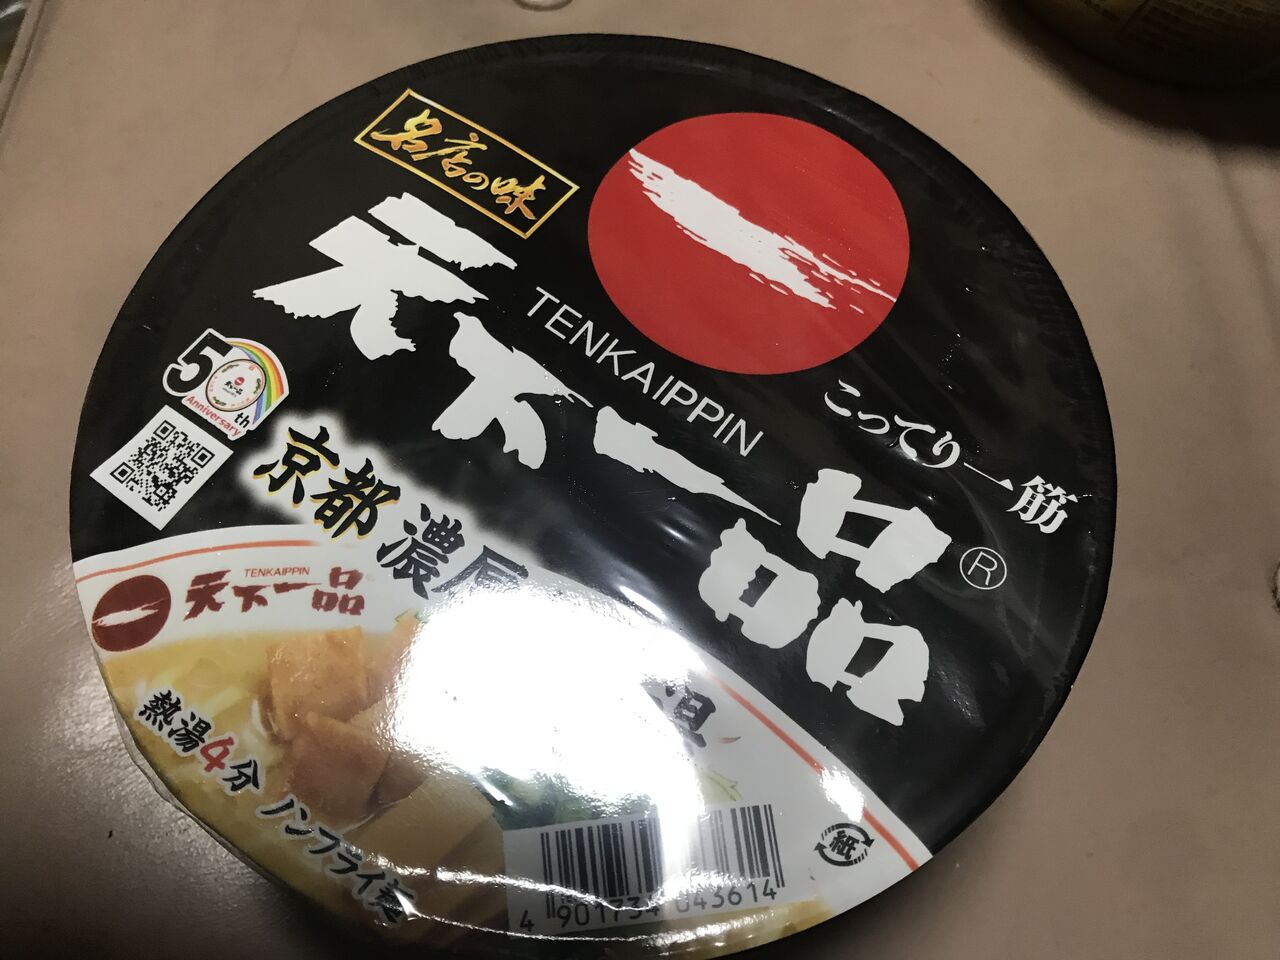 名店の味
天下一品
TENKAIPPIN
こってり一筋
®
50th
Anniversary
京都濃厚
TENKAIPPIN
天下一品
熱湯4分 ノンフライ麺
紙
4 901734 043614